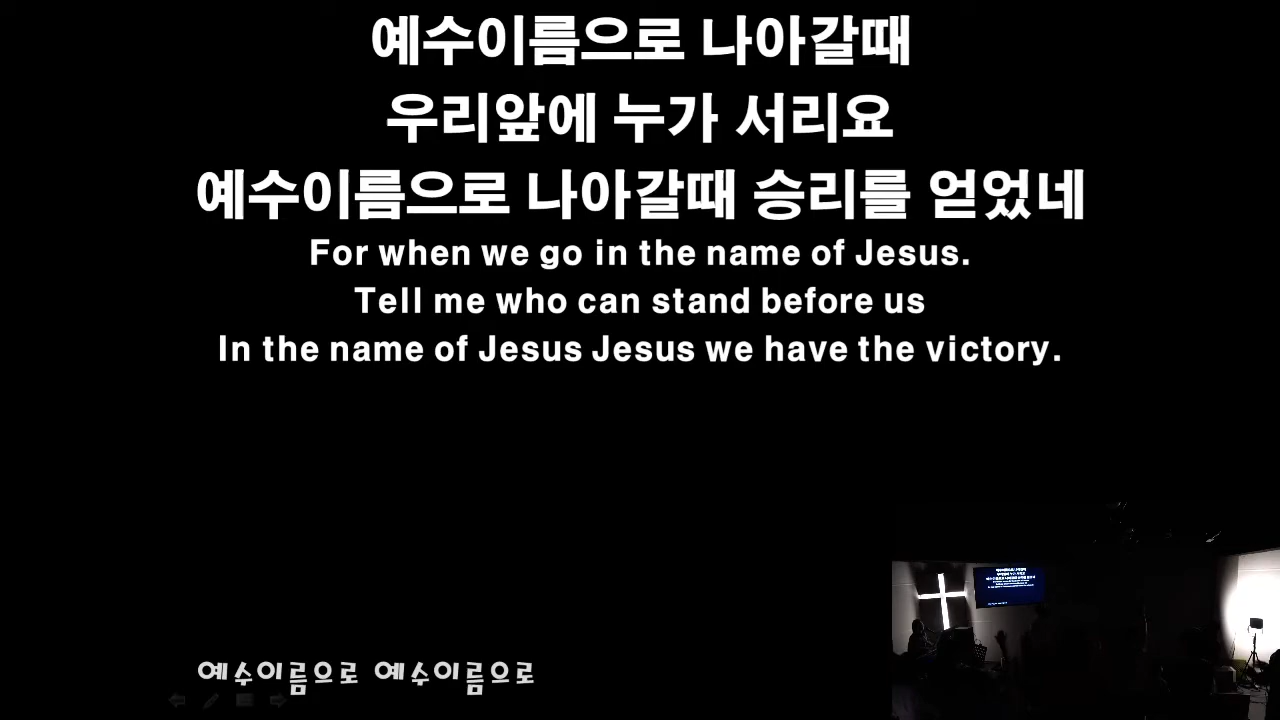 예수이름으로 나아갈때
우리앞에 누가 서리요
예수이름으로 나아갈때 승리를 얻었네
For when we go in the name of Jesus.
Tell me who can stand before us
In the name of Jesus Jesus we have the victory.
예수이름으로 예수이름으로